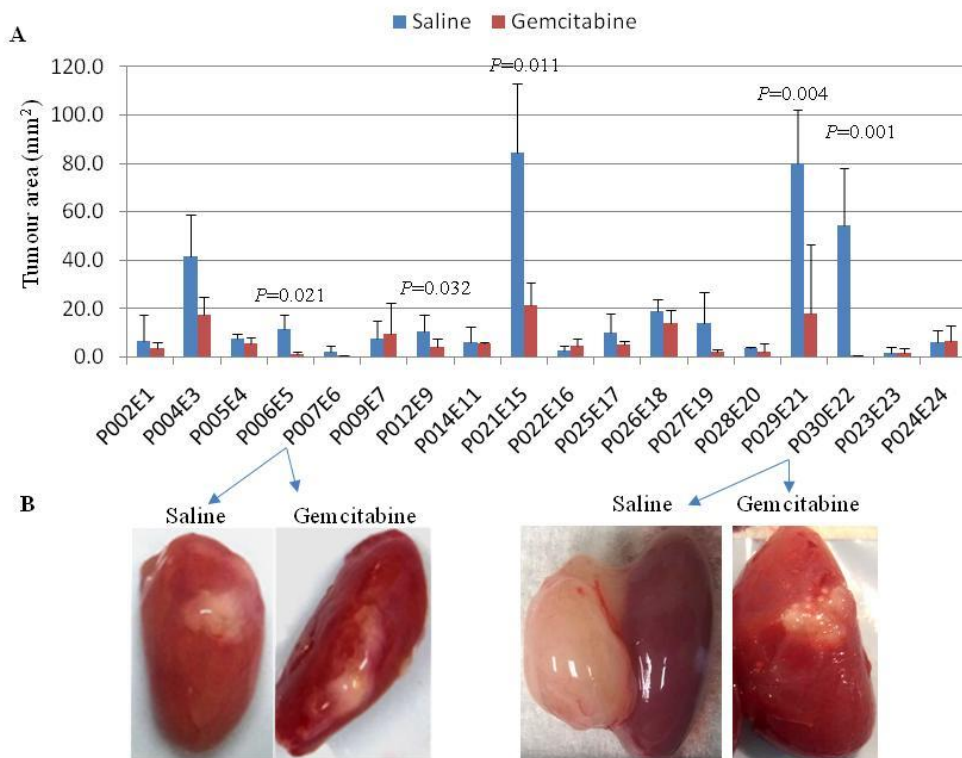 Saline Gemcitabine
A
Tumour area (mm²)
120.0
100.0
80.0
60.0
40.0
20.0
0.0
P=0.011
P=0.004
P=0.001
P=0.021
P=0.032
P002E1 P004E3 P005E4 P006E5 P007E6 P009E7 P012E9 P014E11 P021E15 P022E16 P025E17 P026E18 P027E19 P028E20 P029E21 P030E22 P023E23 P024E24
B
Saline Gemcitabine Saline Gemcitabine